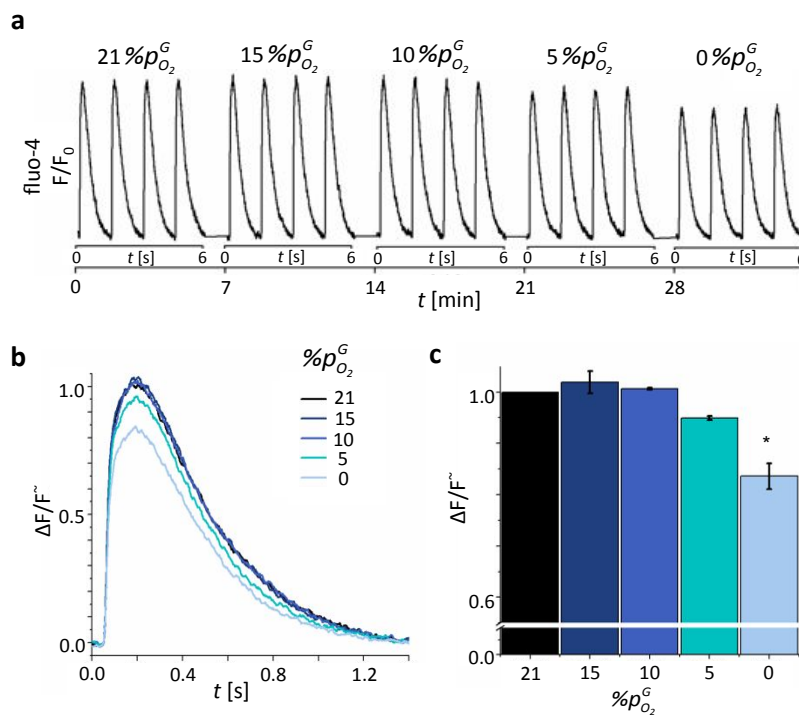 a
21 %p^G_O2 15 %p^G_O2 10 %p^G_O2 5 %p^G_O2 0 %p^G_O2
fluo-4
F/F0
0 t [s] 6 0 t [s] 6 0 t [s] 6 0 t [s] 6 0 t [s] 6
0 7 14 21 28
t [min]
b
%p^G_O2
21
15
10
5
0
1.0
0.5
0.0
ΔF/F~
0.0 0.4 0.8 1.2
t [s]
c
1.0
0.6
0.0
ΔF/F~
*
21 15 10 5 0
%p^G_O2